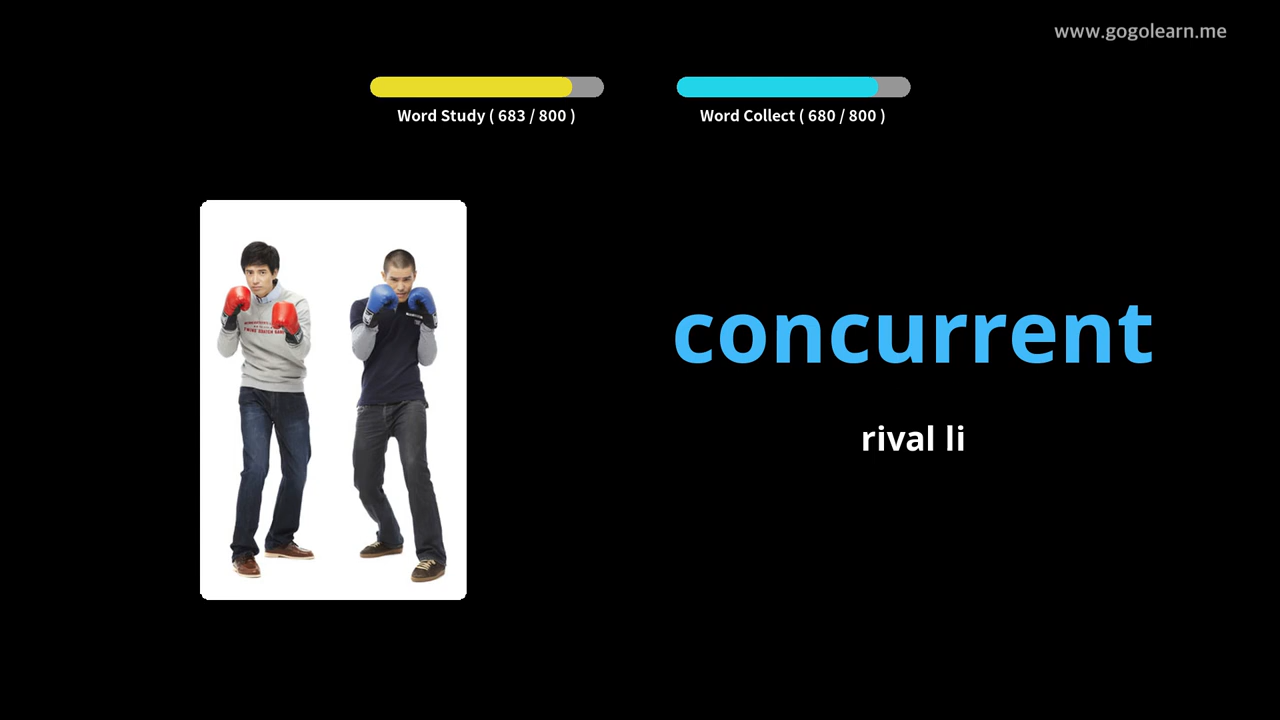 www.gogolearn.me
Word Study ( 683 / 800 )
Word Collect ( 680 / 800 )
concurrent
rival li